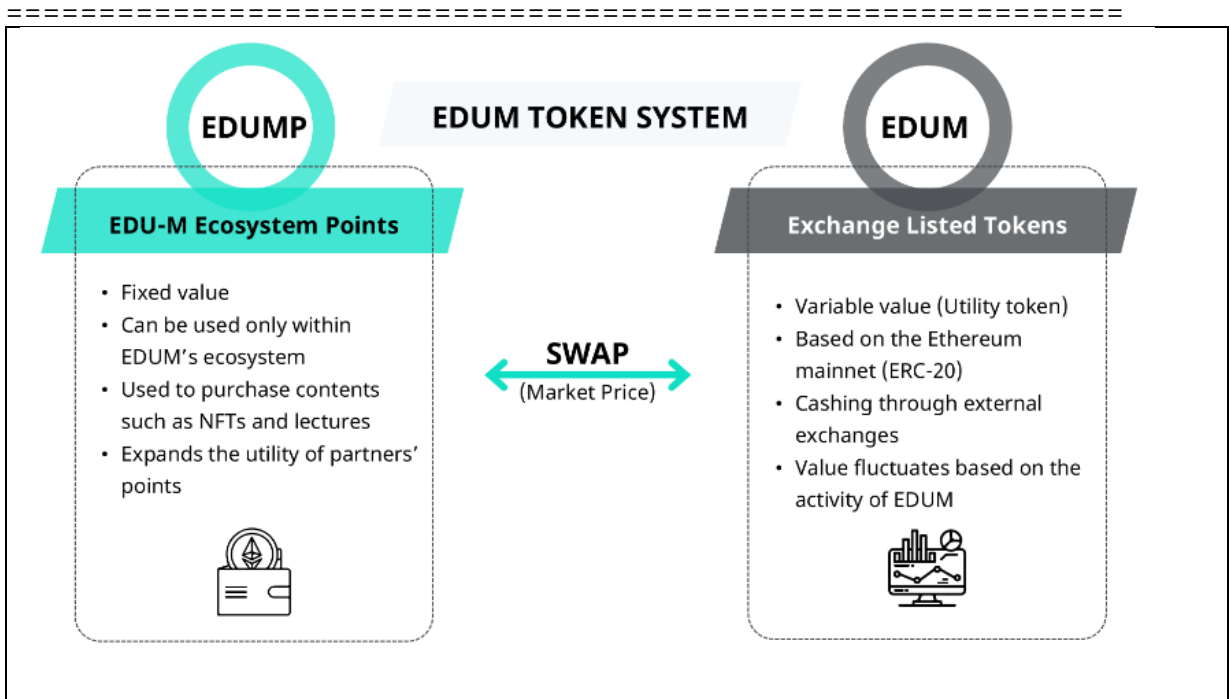 ==========================================================
EDUMP
EDUM TOKEN SYSTEM
EDUM
EDU-M Ecosystem Points
• Fixed value
• Can be used only within
EDUM's ecosystem
• Used to purchase contents
such as NFTs and lectures
• Expands the utility of partners'
points
SWAP
(Market Price)
Exchange Listed Tokens
• Variable value (Utility token)
• Based on the Ethereum
mainnet (ERC-20)
• Cashing through external
exchanges
• Value fluctuates based on the
activity of EDUM